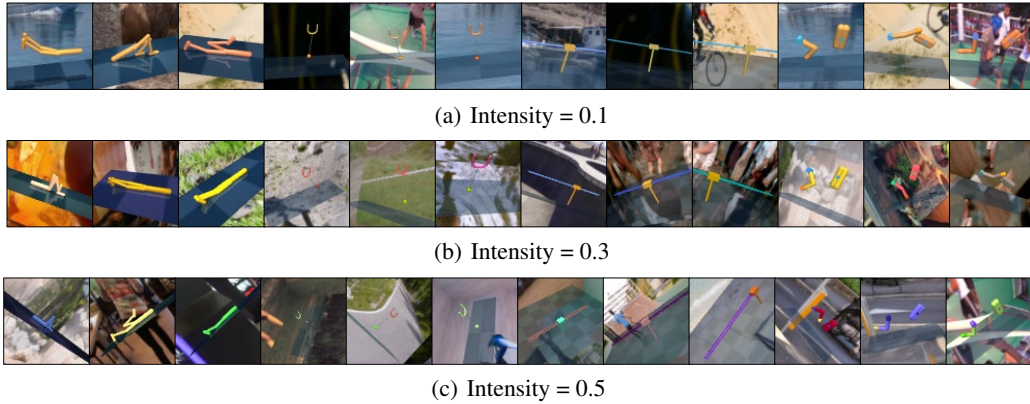 (a) Intensity = 0.1
(b) Intensity = 0.3
(c) Intensity = 0.5